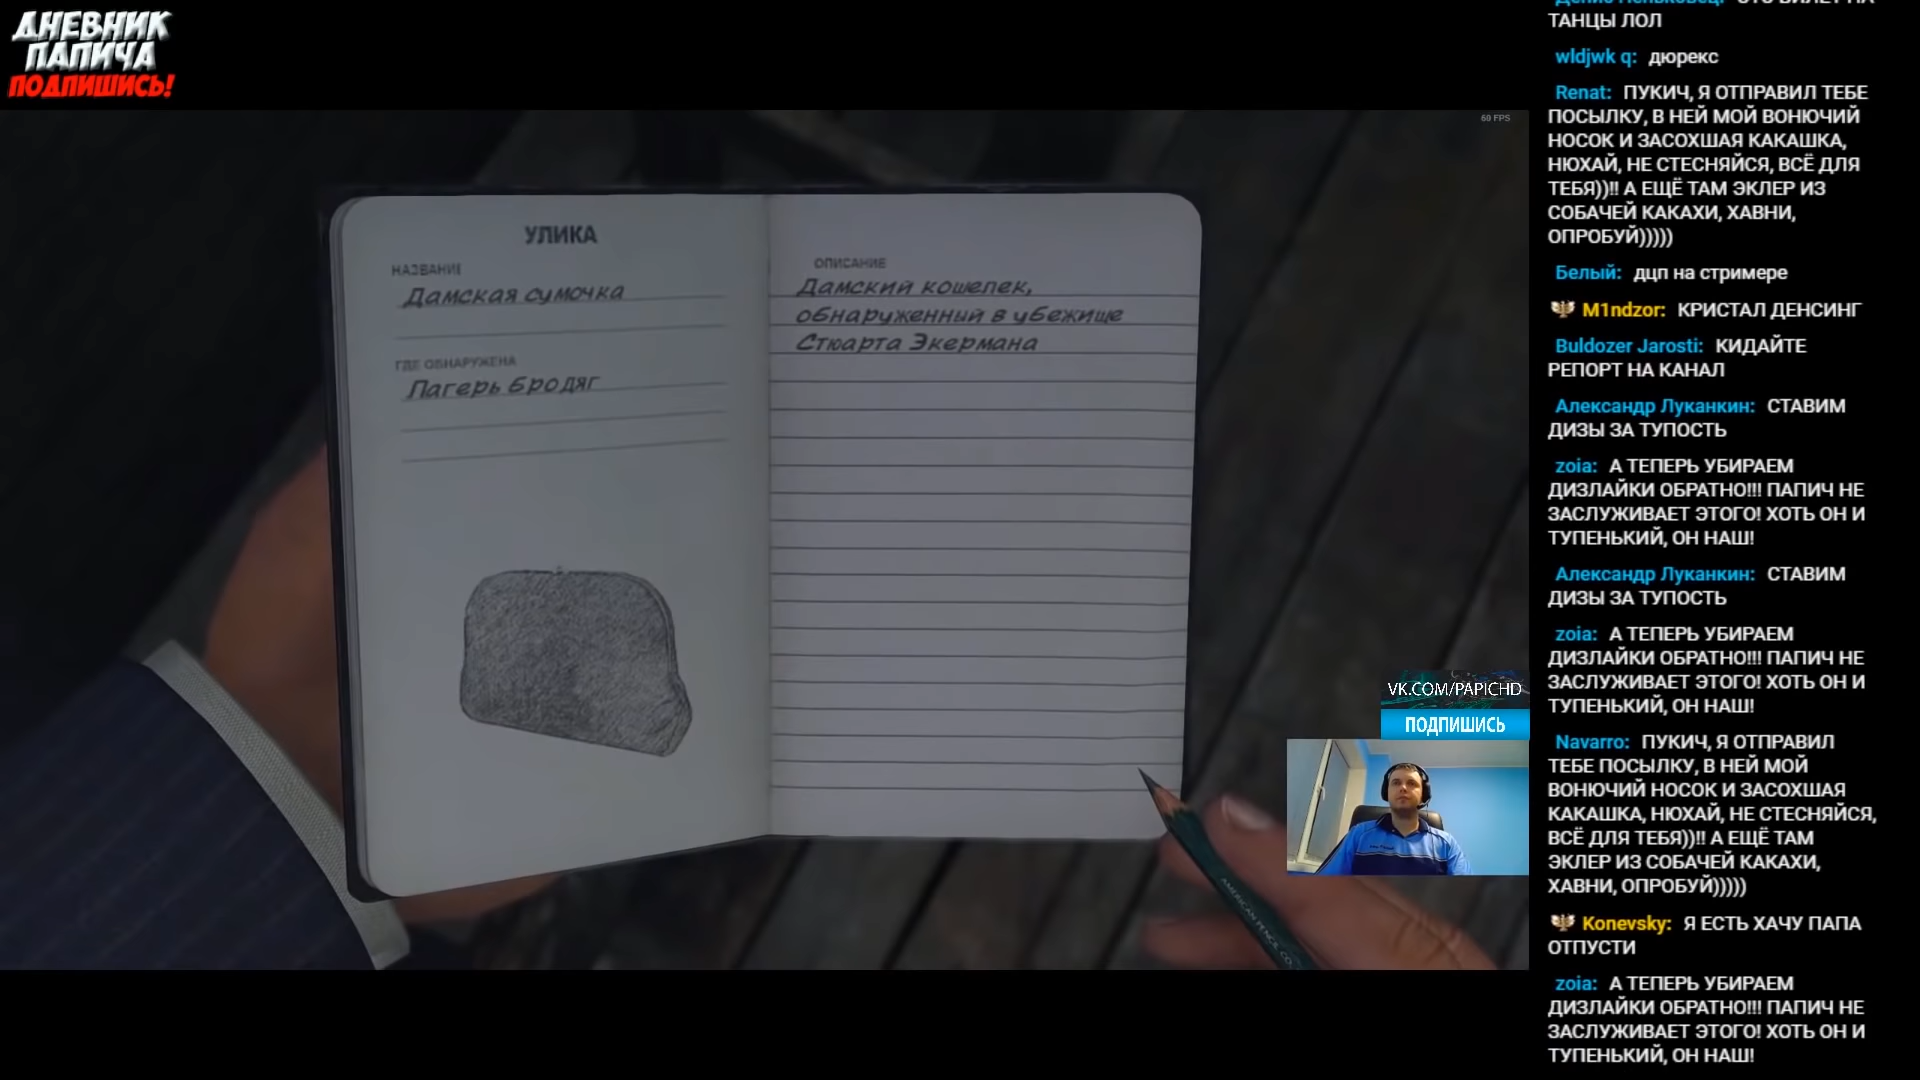 ДНЕВНИК
ПАПИЧА
ПОДПИШИСЬ!
60 FPS
УЛИКА
НАЗВАНИЕ
Дамская сумочка
ГДЕ ОБНАРУЖЕНА
Лагерь бродяг
ОПИСАНИЕ
Дамский кошелек,
обнаруженный в убежище
Стюарта Экермана
AMERICAN PENCIL CO.
VK.COM/PAPICHD
ПОДПИШИСЬ
ТАНЦЫ ЛОЛ
wldjwk q: дюрекс
Renat: ПУКИЧ, Я ОТПРАВИЛ ТЕБЕ
ПОСЫЛКУ, В НЕЙ МОЙ ВОНЮЧИЙ
НОСОК И ЗАСОХШАЯ КАКАШКА,
НЮХАЙ, НЕ СТЕСНЯЙСЯ, ВСЁ ДЛЯ
ТЕБЯ))!! А ЕЩЁ ТАМ ЭКЛЕР ИЗ
СОБАЧЕЙ КАКАХИ, ХАВНИ,
ОПРОБУЙ)))))
Белый: дцп на стримере
M1ndzor: КРИСТАЛ ДЕНСИНГ
Buldozer Jarosti: КИДАЙТЕ
РЕПОРТ НА КАНАЛ
Александр Луканкин: СТАВИМ
ДИЗЫ ЗА ТУПОСТЬ
zoia: А ТЕПЕРЬ УБИРАЕМ
ДИЗЛАЙКИ ОБРАТНО!!! ПАПИЧ НЕ
ЗАСЛУЖИВАЕТ ЭТОГО! ХОТЬ ОН И
ТУПЕНЬКИЙ, ОН НАШ!
Александр Луканкин: СТАВИМ
ДИЗЫ ЗА ТУПОСТЬ
zoia: А ТЕПЕРЬ УБИРАЕМ
ДИЗЛАЙКИ ОБРАТНО!!! ПАПИЧ НЕ
ЗАСЛУЖИВАЕТ ЭТОГО! ХОТЬ ОН И
ТУПЕНЬКИЙ, ОН НАШ!
Navarro: ПУКИЧ, Я ОТПРАВИЛ
ТЕБЕ ПОСЫЛКУ, В НЕЙ МОЙ
ВОНЮЧИЙ НОСОК И ЗАСОХШАЯ
КАКАШКА, НЮХАЙ, НЕ СТЕСНЯЙСЯ,
ВСЁ ДЛЯ ТЕБЯ))!! А ЕЩЁ ТАМ
ЭКЛЕР ИЗ СОБАЧЕЙ КАКАХИ,
ХАВНИ, ОПРОБУЙ)))))
Konevsky: Я ЕСТЬ ХАЧУ ПАПА
ОТПУСТИ
zoia: А ТЕПЕРЬ УБИРАЕМ
ДИЗЛАЙКИ ОБРАТНО!!! ПАПИЧ НЕ
ЗАСЛУЖИВАЕТ ЭТОГО! ХОТЬ ОН И
ТУПЕНЬКИЙ, ОН НАШ!